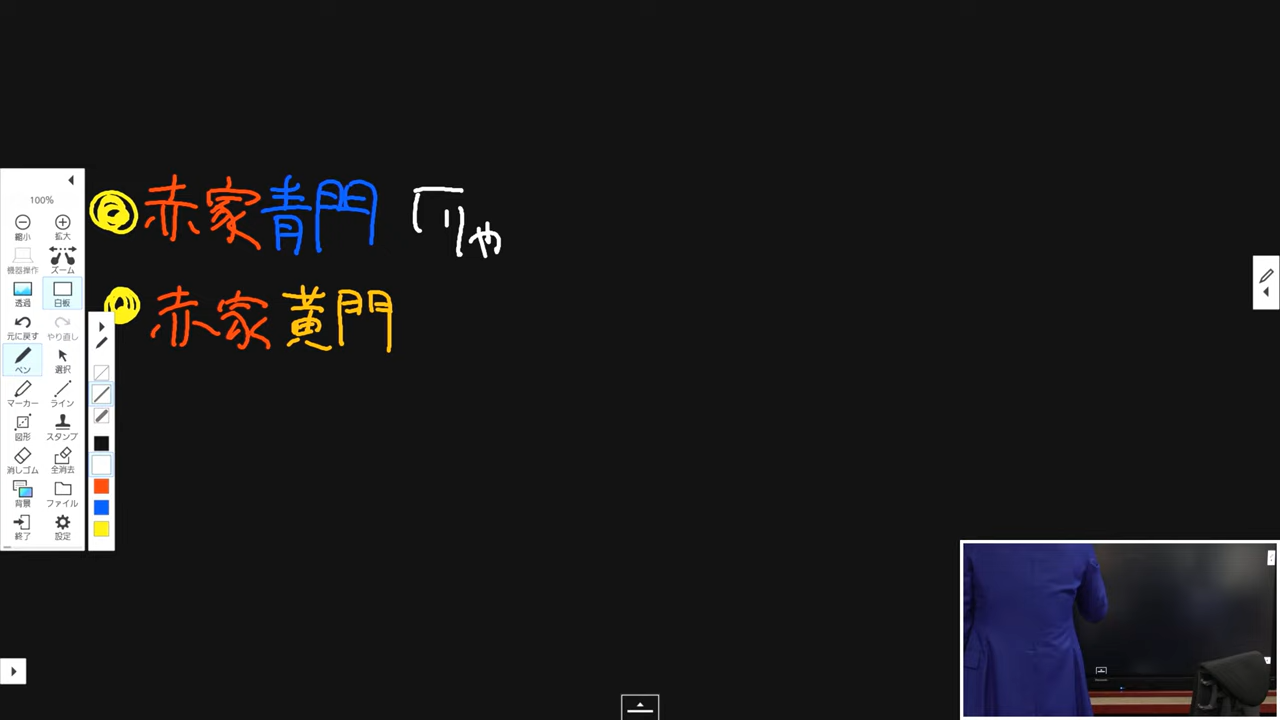 赤家青門
赤家黄門
100%
縮小 拡大
機器操作 ズーム
透過 白板
元に戻す やり直し
ペン 選択
マーカー ライン
図形 スタンプ
消しゴム 全消去
背景 ファイル
終了 設定